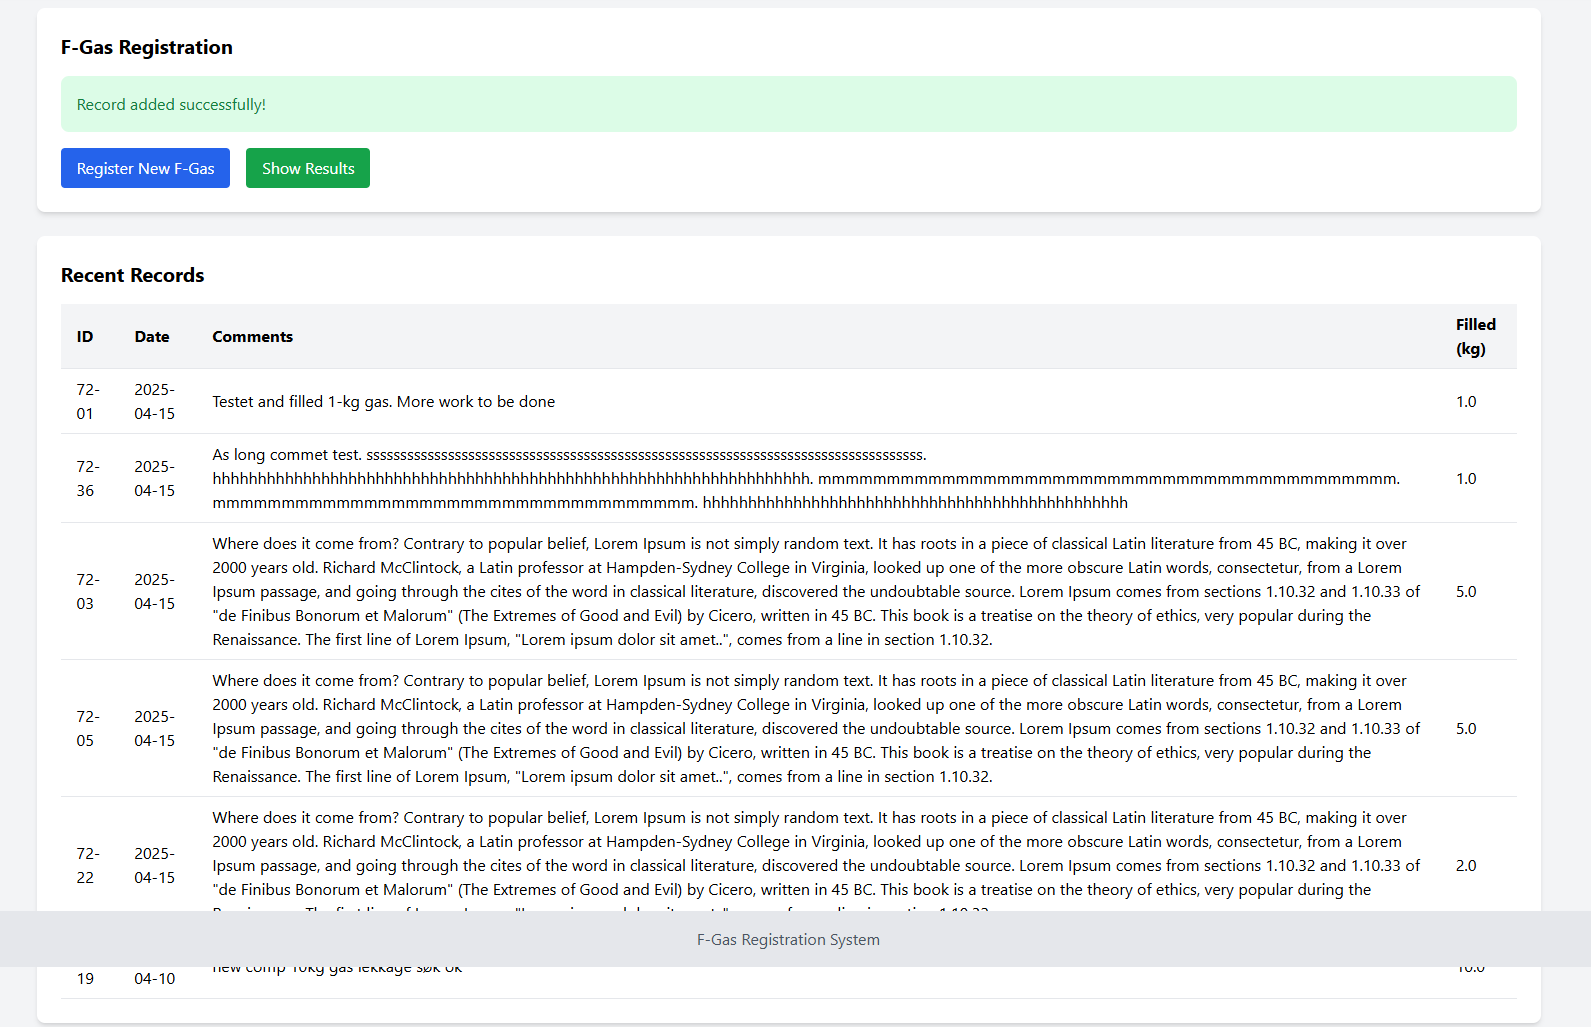 F-Gas Registration
Record added successfully!
Register New F-Gas
Show Results
Recent Records
ID Date Comments Filled (kg)
72-01 2025-04-15 Testet and filled 1-kg gas. More work to be done 1.0
72-36 2025-04-15 As long commet test. ssssssssssssssssssssssssssssssssssssssssssssssssssssssssssssssssssssssssssssssssss.
hhhhhhhhhhhhhhhhhhhhhhhhhhhhhhhhhhhhhhhhhhhhhhhhhhhhhhhhhhhhhhhhhh. mmmmmmmmmmmmmmmmmmmmmmmmmmmmmmmmmmmmmmmmmm.
mmmmmmmmmmmmmmmmmmmmmmmmmmmmmmmmmmm. hhhhhhhhhhhhhhhhhhhhhhhhhhhhhhhhhhhhhhhhhhhhhhh 1.0
72-03 2025-04-15 Where does it come from? Contrary to popular belief, Lorem Ipsum is not simply random text. It has roots in a piece of classical Latin literature from 45 BC, making it over
2000 years old. Richard McClintock, a Latin professor at Hampden-Sydney College in Virginia, looked up one of the more obscure Latin words, consectetur, from a Lorem
Ipsum passage, and going through the cites of the word in classical literature, discovered the undoubtable source. Lorem Ipsum comes from sections 1.10.32 and 1.10.33 of
"de Finibus Bonorum et Malorum" (The Extremes of Good and Evil) by Cicero, written in 45 BC. This book is a treatise on the theory of ethics, very popular during the
Renaissance. The first line of Lorem Ipsum, "Lorem ipsum dolor sit amet..", comes from a line in section 1.10.32. 5.0
72-05 2025-04-15 Where does it come from? Contrary to popular belief, Lorem Ipsum is not simply random text. It has roots in a piece of classical Latin literature from 45 BC, making it over
2000 years old. Richard McClintock, a Latin professor at Hampden-Sydney College in Virginia, looked up one of the more obscure Latin words, consectetur, from a Lorem
Ipsum passage, and going through the cites of the word in classical literature, discovered the undoubtable source. Lorem Ipsum comes from sections 1.10.32 and 1.10.33 of
"de Finibus Bonorum et Malorum" (The Extremes of Good and Evil) by Cicero, written in 45 BC. This book is a treatise on the theory of ethics, very popular during the
Renaissance. The first line of Lorem Ipsum, "Lorem ipsum dolor sit amet..", comes from a line in section 1.10.32. 5.0
72-22 2025-04-15 Where does it come from? Contrary to popular belief, Lorem Ipsum is not simply random text. It has roots in a piece of classical Latin literature from 45 BC, making it over
2000 years old. Richard McClintock, a Latin professor at Hampden-Sydney College in Virginia, looked up one of the more obscure Latin words, consectetur, from a Lorem
Ipsum passage, and going through the cites of the word in classical literature, discovered the undoubtable source. Lorem Ipsum comes from sections 1.10.32 and 1.10.33 of
"de Finibus Bonorum et Malorum" (The Extremes of Good and Evil) by Cicero, written in 45 BC. This book is a treatise on the theory of ethics, very popular during the 2.0
F-Gas Registration System
19 04-10 new comp 10kg gas lekkage søk ok 10.0